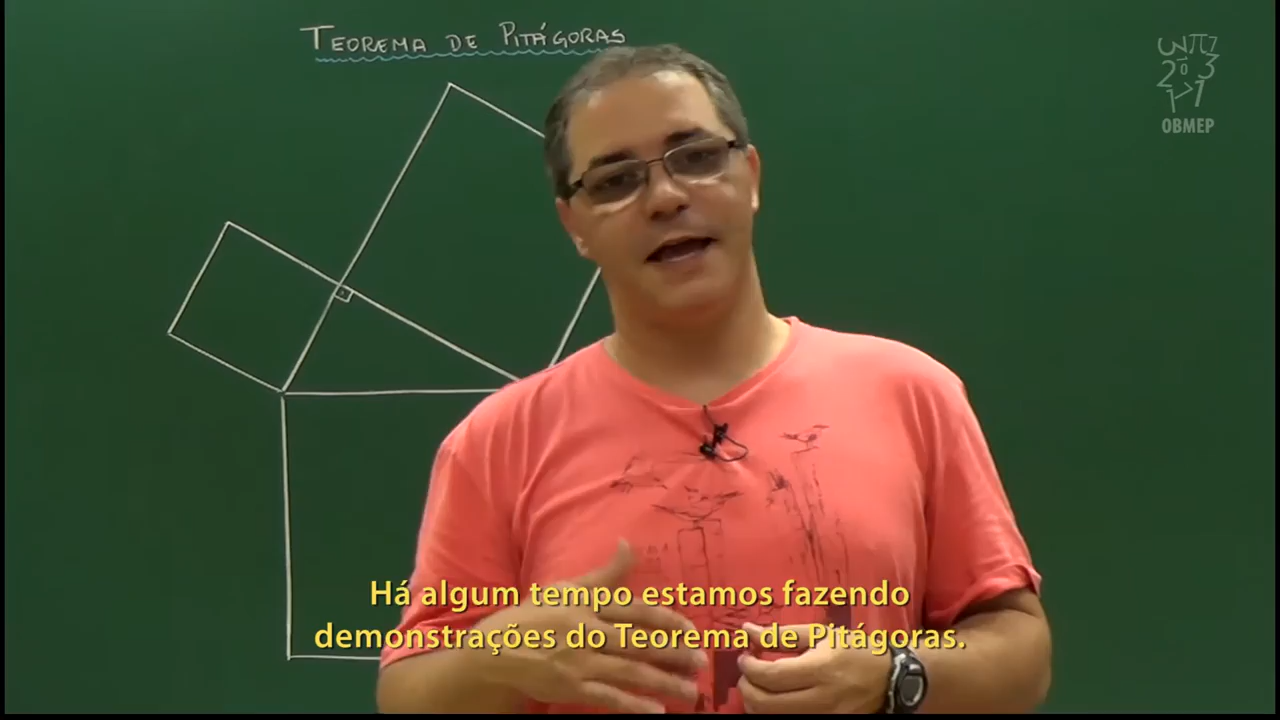 TEOREMA DE PITÁGORAS
OBMEP
Há algum tempo estamos fazendo
demonstrações do Teorema de Pitágoras.